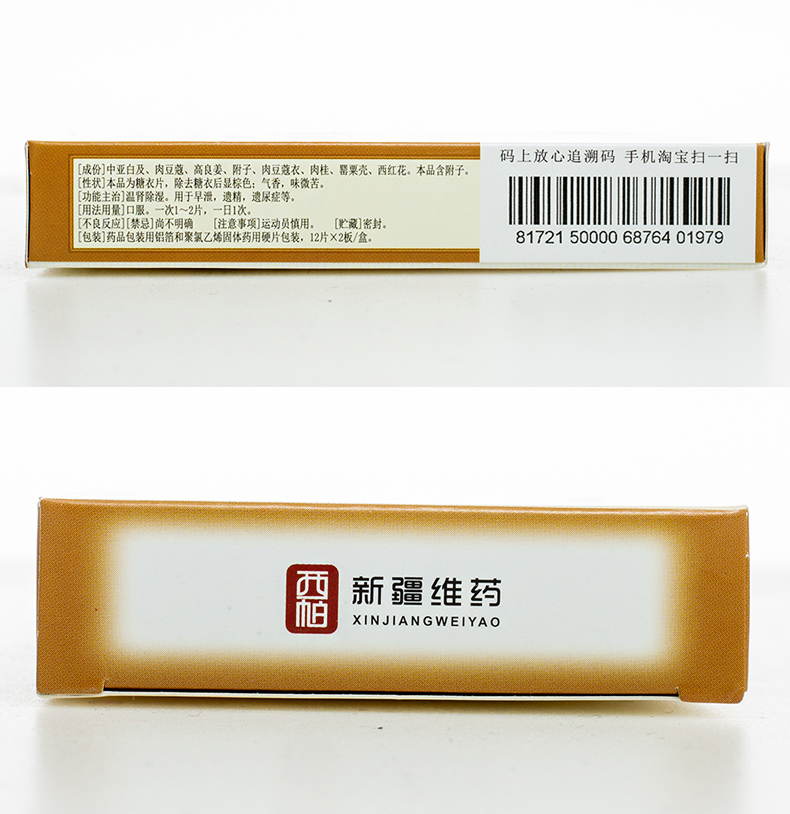 [成份]中亚白及、肉豆蔻、高良姜、附子、肉豆蔻衣、肉桂、罂粟壳、西红花。本品含附子。
[性状]本品为糖衣片，除去糖衣后显棕色；气香，味微苦。
[功能主治]温肾除湿。用于早泄，遗精，遗尿症等。
[用法用量]口服。一次1～2片，一日1次。
[不良反应][禁忌]尚不明确 [注意事项]运动员慎用。 [贮藏]密封。
[包装]药品包装用铝箔和聚氯乙烯固体药用硬片包装，12片×2板/盒。
码上放心追溯码 手机淘宝扫一扫
81721 50000 68764 01979
西帕
新疆维药
XINJIANGWEIYAO